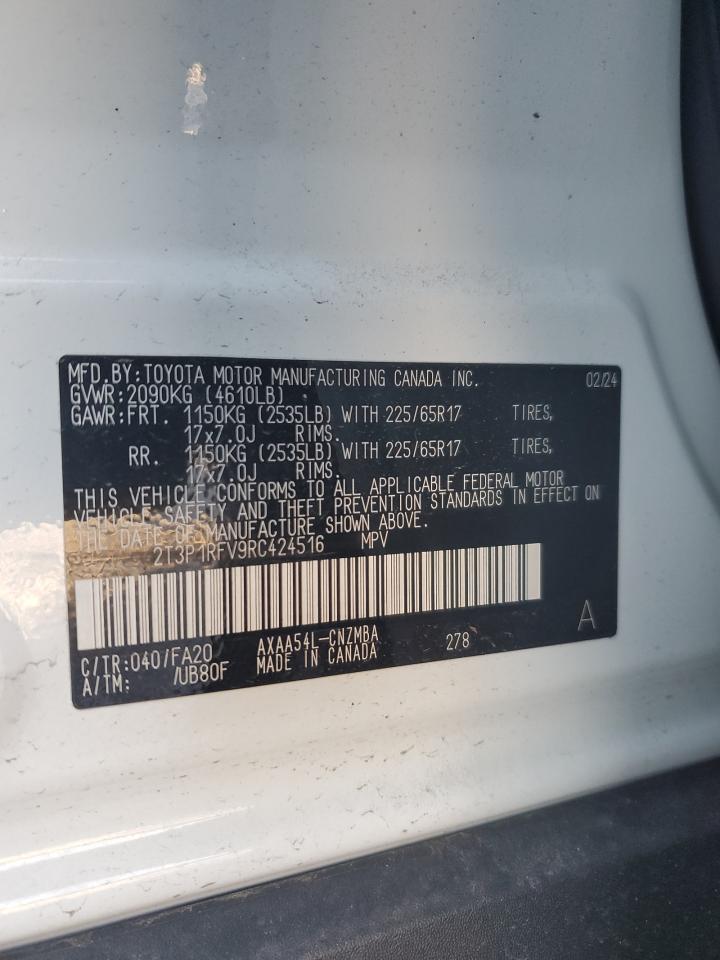 MFD.BY:TOYOTA MOTOR MANUFACTURING CANADA INC. 02/24
GVWR:2090KG (4610LB)
GAWR:FRT. 1150KG (2535LB) WITH 225/65R17 TIRES,
17x7.0J RIMS.
RR. 1150KG (2535LB) WITH 225/65R17 TIRES,
17x7.0J RIMS.
THIS VEHICLE CONFORMS TO ALL APPLICABLE FEDERAL MOTOR
VEHICLE SAFETY AND THEFT PREVENTION STANDARDS IN EFFECT ON
THE DATE OF MANUFACTURE SHOWN ABOVE.
2T3P1RFV9RC424516 MPV
A
C/TR:040/FA20 AXAA54L-CNZMBA 278
A/TM: /UB80F MADE IN CANADA